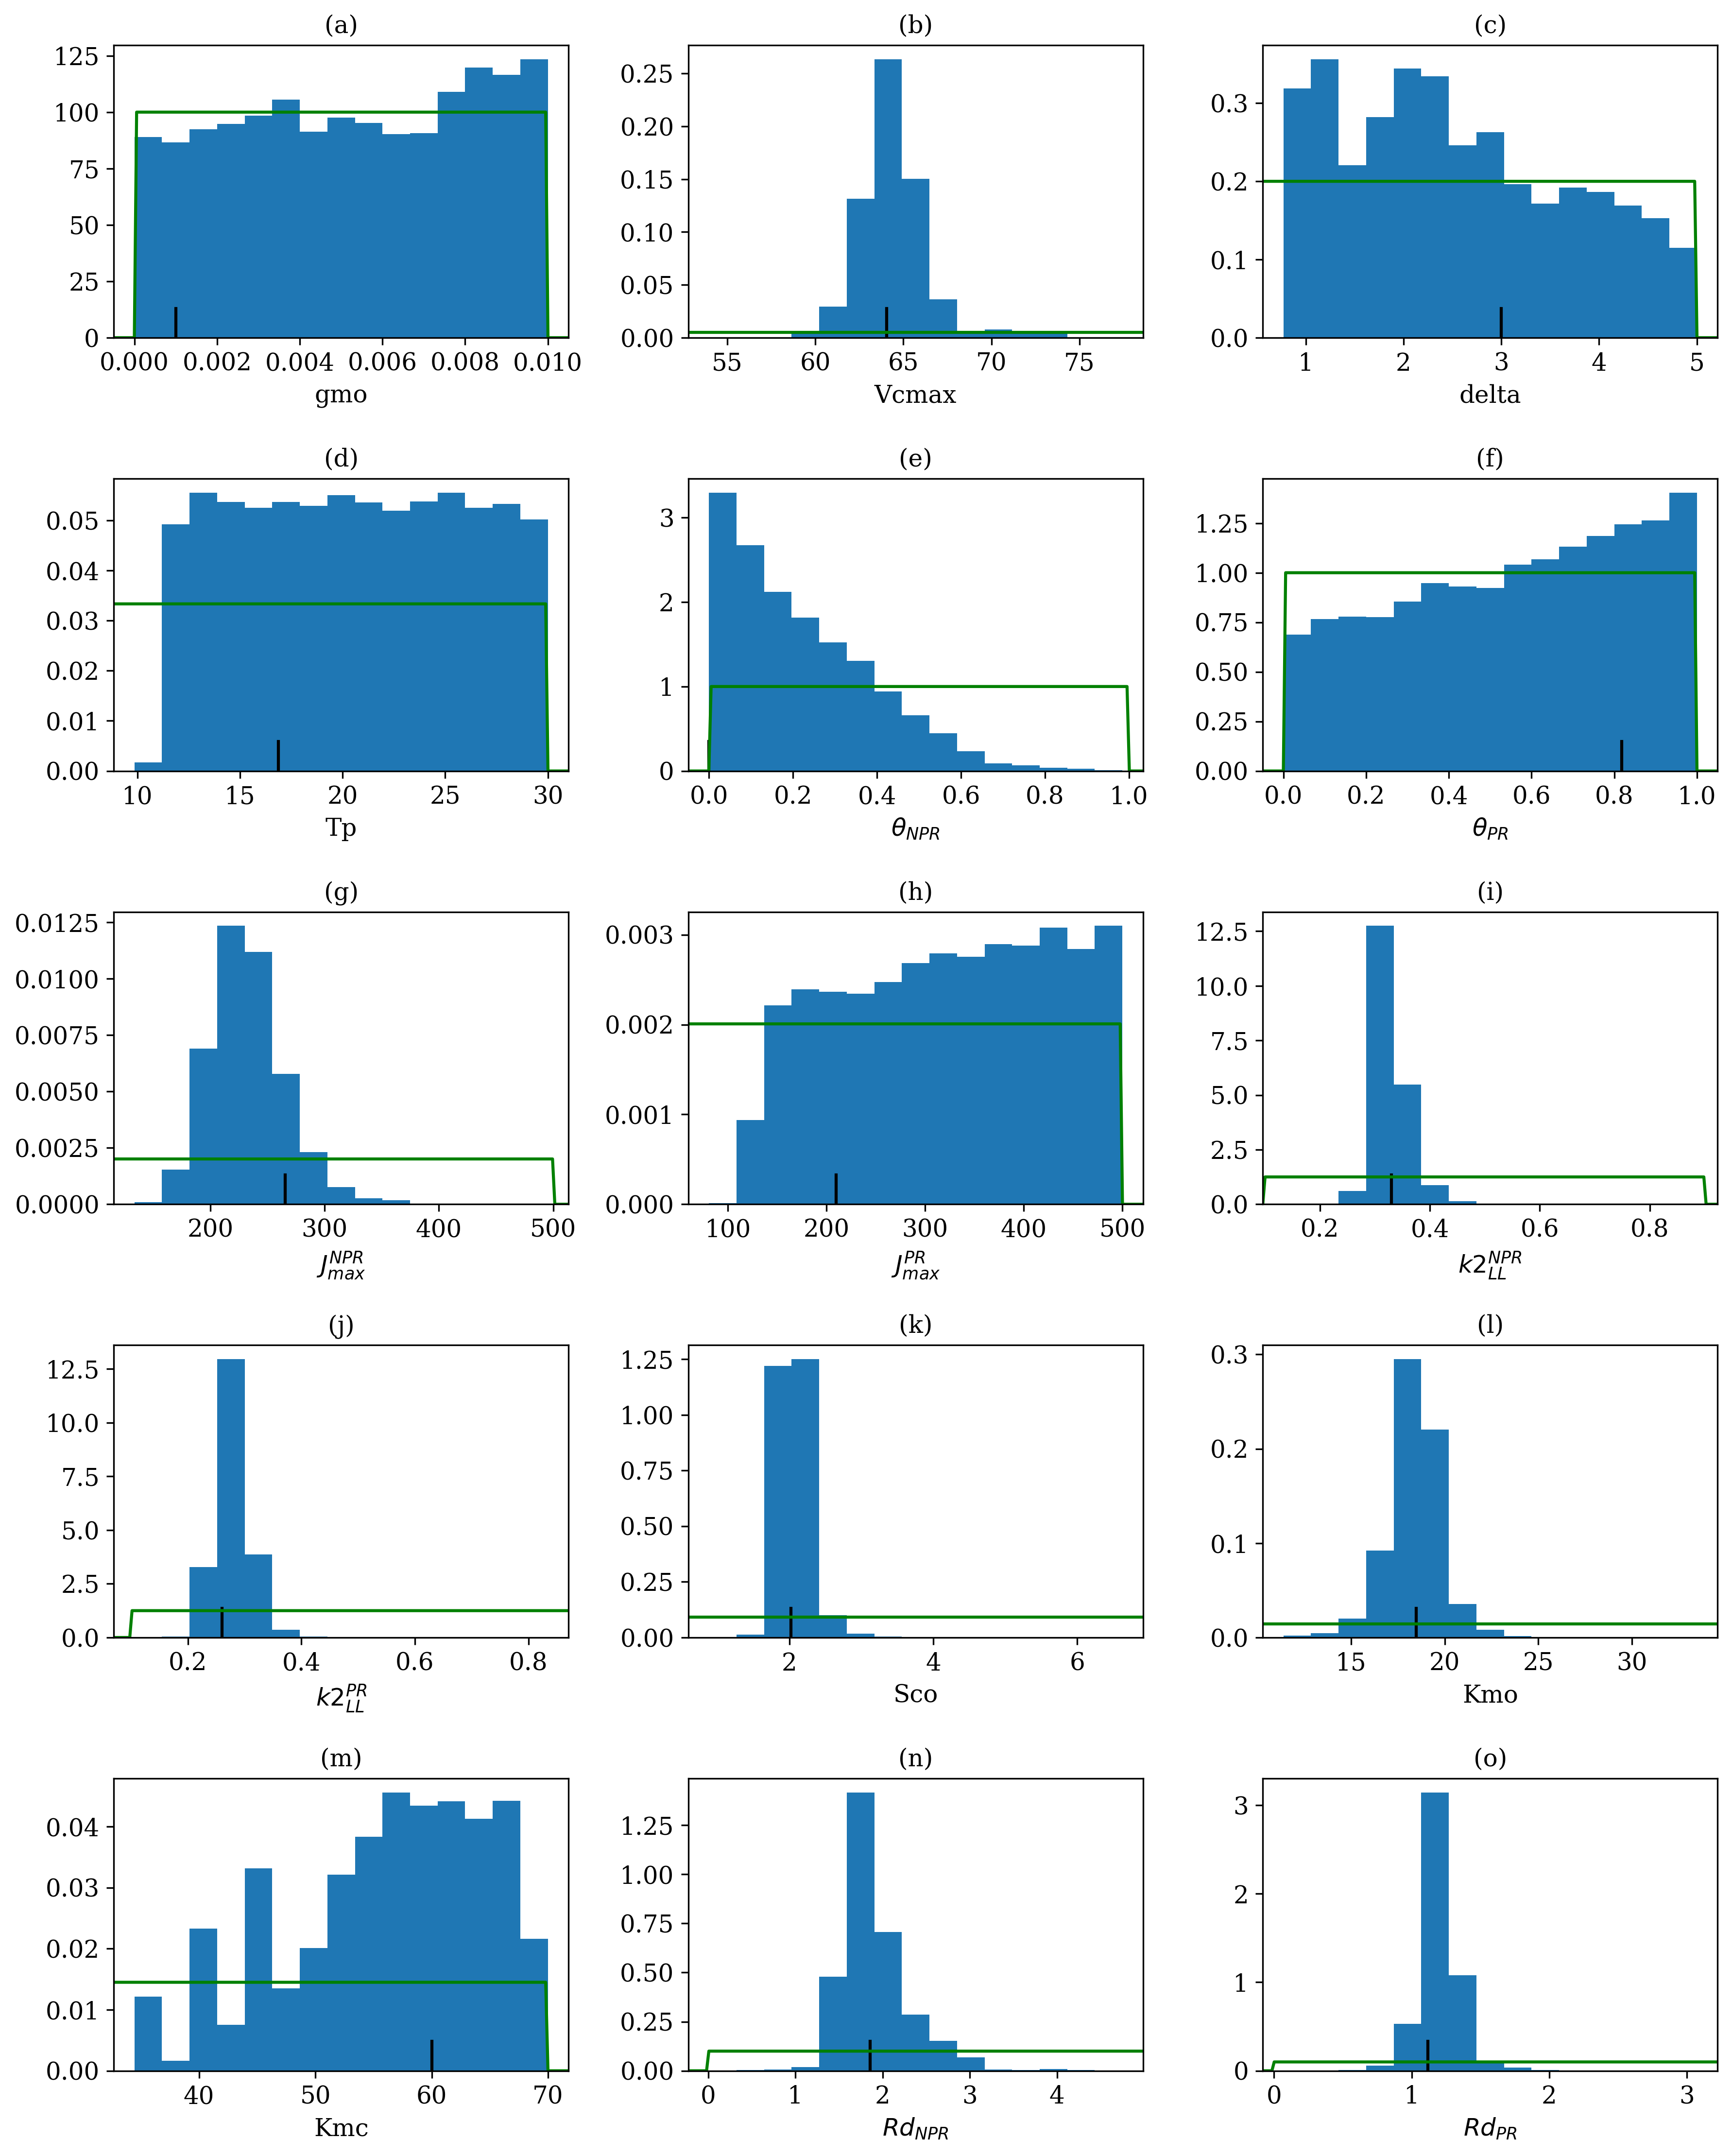 (a) (b) (c)
125 100 75 50 25 0
0.000 0.002 0.004 0.006 0.008 0.010
gmo
0.25 0.20 0.15 0.10 0.05 0.00
55 60 65 70 75
Vcmax
0.3 0.2 0.1 0.0
1 2 3 4 5
delta
(d) (e) (f)
0.05 0.04 0.03 0.02 0.01 0.00
10 15 20 25 30
Tp
3 2 1 0
0.0 0.2 0.4 0.6 0.8 1.0
θNPR
1.25 1.00 0.75 0.50 0.25 0.00
0.0 0.2 0.4 0.6 0.8 1.0
θPR
(g) (h) (i)
0.0125 0.0100 0.0075 0.0050 0.0025 0.0000
200 300 400 500
J NPR max
0.003 0.002 0.001 0.000
100 200 300 400 500
J PR max
12.5 10.0 7.5 5.0 2.5 0.0
0.2 0.4 0.6 0.8
k2 NPR LL
(j) (k) (l)
12.5 10.0 7.5 5.0 2.5 0.0
0.2 0.4 0.6 0.8
k2 PR LL
1.25 1.00 0.75 0.50 0.25 0.00
2 4 6
Sco
0.3 0.2 0.1 0.0
15 20 25 30
Kmo
(m) (n) (o)
0.04 0.03 0.02 0.01 0.00
40 50 60 70
Kmc
1.25 1.00 0.75 0.50 0.25 0.00
0 1 2 3 4
RdNPR
3 2 1 0
0 1 2 3
RdPR